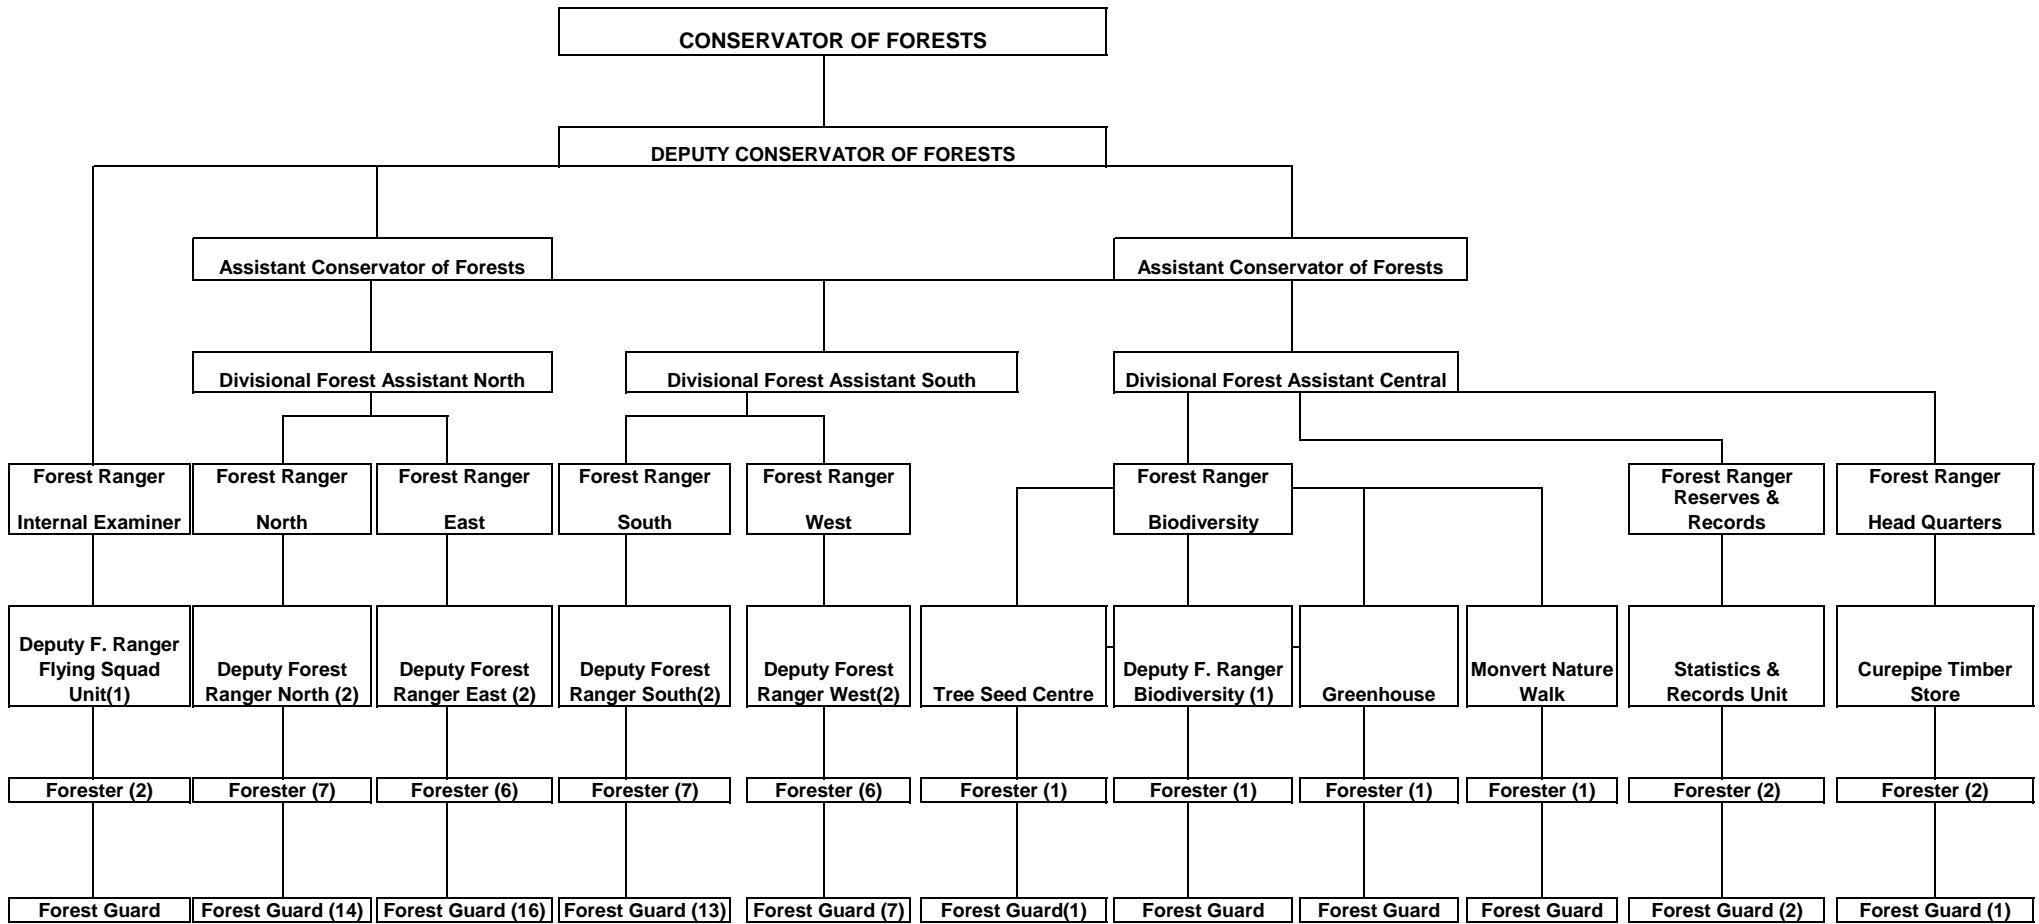 CONSERVATOR OF FORESTS
DEPUTY CONSERVATOR OF FORESTS
Assistant Conservator of Forests
Assistant Conservator of Forests
Divisional Forest Assistant North
Divisional Forest Assistant South
Divisional Forest Assistant Central
Forest Ranger
Internal Examiner
Forest Ranger
North
Forest Ranger
East
Forest Ranger
South
Forest Ranger
West
Forest Ranger
Biodiversity
Forest Ranger
Reserves &
Records
Forest Ranger
Head Quarters
Deputy F. Ranger
Flying Squad
Unit(1)
Deputy Forest
Ranger North (2)
Deputy Forest
Ranger East (2)
Deputy Forest
Ranger South(2)
Deputy Forest
Ranger West(2)
Tree Seed Centre
Deputy F. Ranger
Biodiversity (1)
Greenhouse
Monvert Nature
Walk
Statistics &
Records Unit
Curepipe Timber
Store
Forester (2)
Forester (7)
Forester (6)
Forester (7)
Forester (6)
Forester (1)
Forester (1)
Forester (1)
Forester (1)
Forester (2)
Forester (2)
Forest Guard
Forest Guard (14)
Forest Guard (16)
Forest Guard (13)
Forest Guard (7)
Forest Guard(1)
Forest Guard
Forest Guard
Forest Guard
Forest Guard (2)
Forest Guard (1)